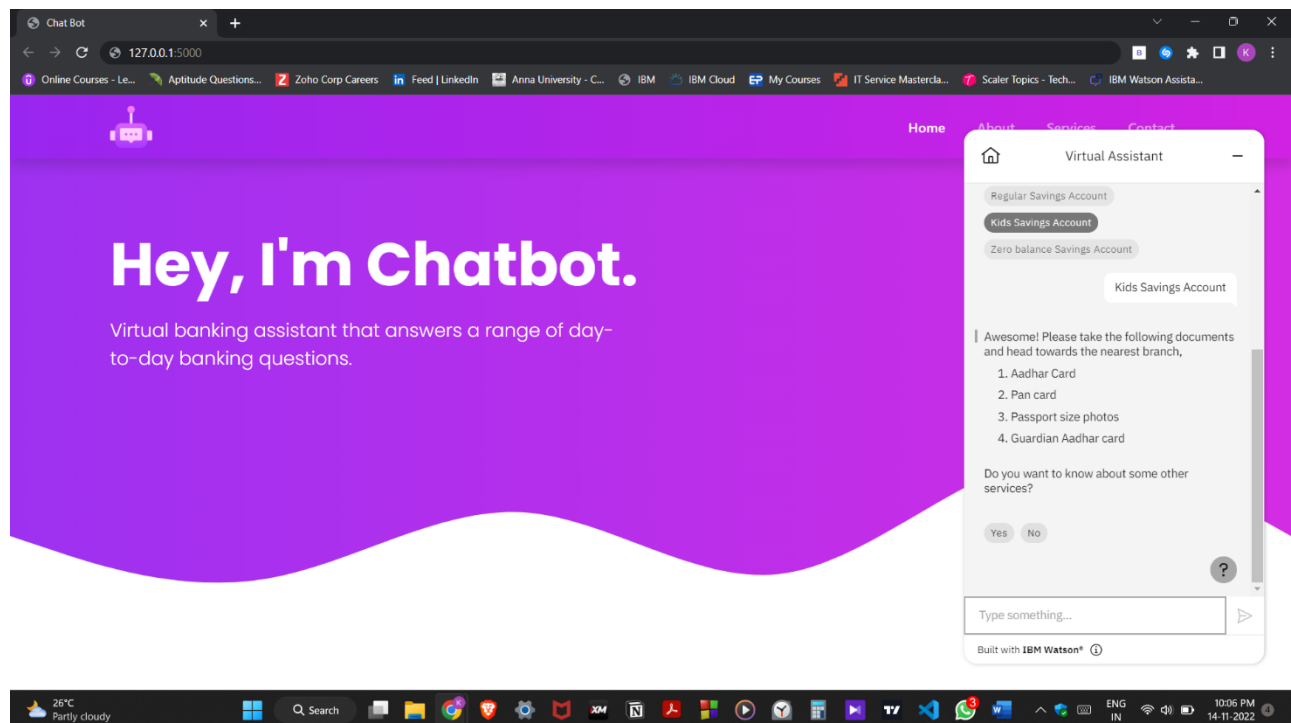 Chat Bot
127.0.0.1:5000
Online Courses - Le... Aptitude Questions... Zoho Corp Careers Feed | LinkedIn Anna University - C... IBM IBM Cloud My Courses IT Service Mastercla... Scaler Topics - Tech... IBM Watson Assista...
Home About Services Contact
Hey, I'm Chatbot.
Virtual banking assistant that answers a range of day-
to-day banking questions.
Virtual Assistant
Regular Savings Account
Kids Savings Account
Zero balance Savings Account
Kids Savings Account
Awesome! Please take the following documents
and head towards the nearest branch,
1. Aadhar Card
2. Pan card
3. Passport size photos
4. Guardian Aadhar card
Do you want to know about some other
services?
Yes No
?
Type something...
Built with IBM Watson®
26°C
Partly cloudy
Search
ENG
IN
10:06 PM
14-11-2022